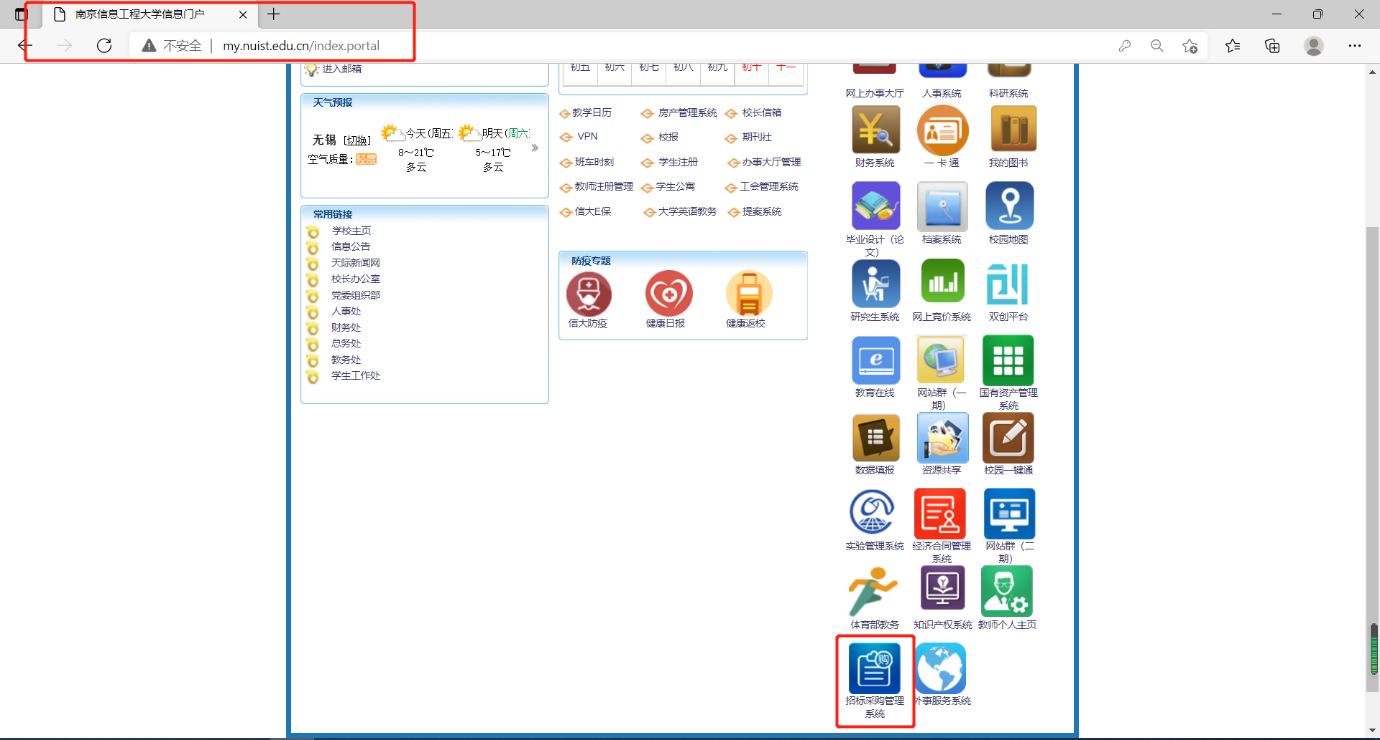 南京信息工程大学信息门户
不安全 | my.nuist.edu.cn/index.portal
进入邮箱
天气预报
无锡 [切换]
空气质量：轻度
今天(周五)
8～21℃
多云
明天(周六)
5～17℃
多云
常用链接
学校主页
信息公告
天际新闻网
校长办公室
党委组织部
人事处
财务处
总务处
教务处
学生工作处
初五 初六 初七 初八 初九 初十 十一
教学日历 房产管理系统 校长信箱
VPN 校报 期刊社
班车时刻 学生注册 办事大厅管理
教师注册管理 学生公寓 工会管理系统
信大E保 大学英语教务 提案系统
防疫专题
信大防疫 健康日报 健康返校
网上办事大厅 人事系统 科研系统
财务系统 一卡通 我的图书
毕业设计（论文） 档案系统 校园地图
研究生系统 网上竞价系统 双创平台
教育在线 网站群（一期） 国有资产管理系统
数据填报 资源共享 校园一键通
实验管理系统 经济合同管理系统 网站群（二期）
体育部教务 知识产权系统 教师个人主页
购
招标采购管理系统 外事服务系统